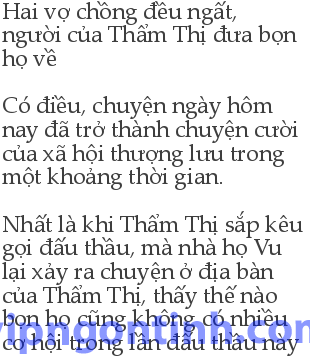 Hai vợ chồng đều ngất,
người của Thẩm Thị đưa bọn
họ về
Có điều, chuyện ngày hôm
nay đã trở thành chuyện cười
của xã hội thượng lưu trong
một khoảng thời gian.
Nhất là khi Thẩm Thị sắp kêu
gọi đấu thầu, mà nhà họ Vu
lại xảy ra chuyện ở địa bàn
của Thẩm Thị, thấy thế nào
bọn họ cũng không có nhiều
cơ hội trong lần đấu thầu này
vipngontinh.com